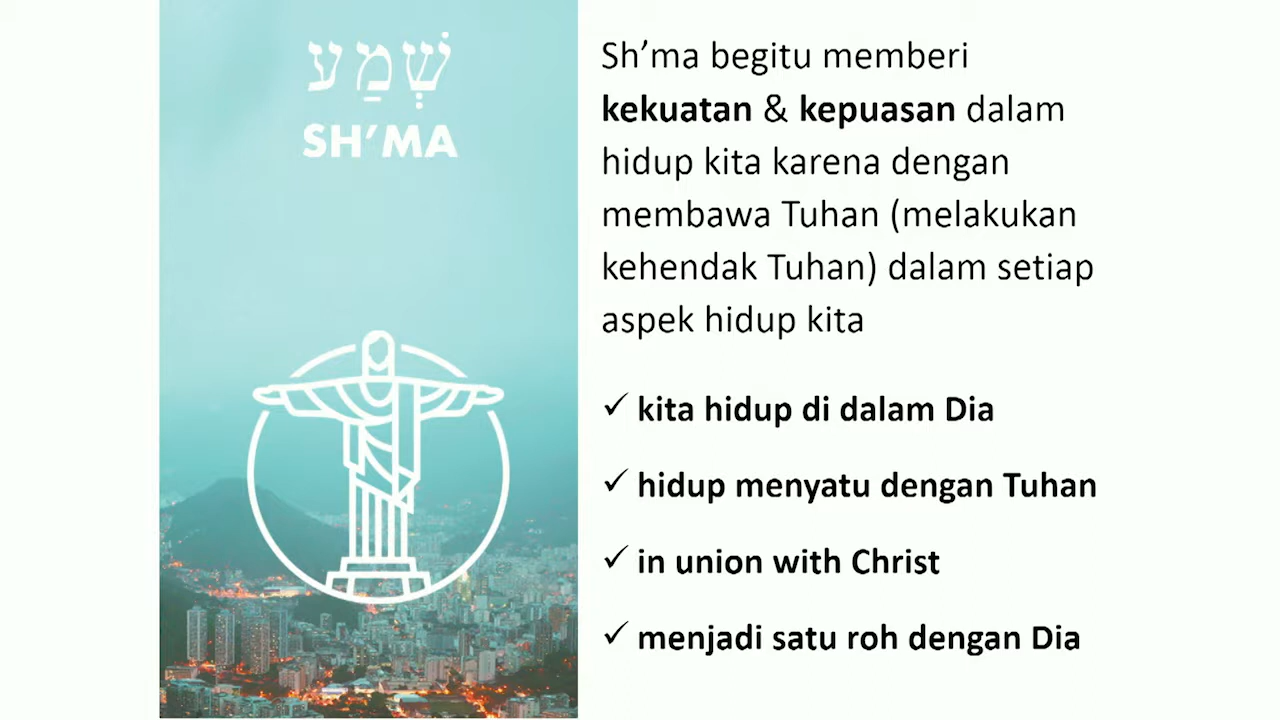 שְׁמַע
SH’MA
Sh’ma begitu memberi
kekuatan & kepuasan dalam
hidup kita karena dengan
membawa Tuhan (melakukan
kehendak Tuhan) dalam setiap
aspek hidup kita
✓ kita hidup di dalam Dia
✓ hidup menyatu dengan Tuhan
✓ in union with Christ
✓ menjadi satu roh dengan Dia